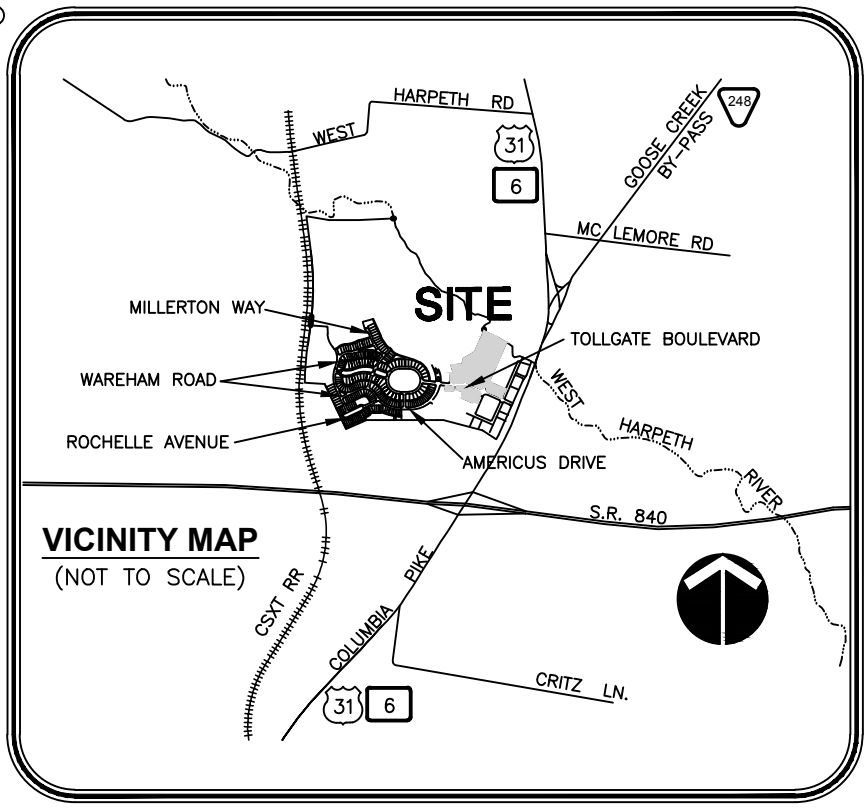 HARPETH RD
WEST
31
6
GOOSE CREEK
BY-PASS
248
MC LEMORE RD
SITE
MILLERTON WAY
TOLLGATE BOULEVARD
WAREHAM ROAD
WEST
HARPETH
RIVER
ROCHELLE AVENUE
AMERICUS DRIVE
S.R. 840
VICINITY MAP
(NOT TO SCALE)
CSXT RR
COLUMBIA PIKE
CRITZ LN.
31
6